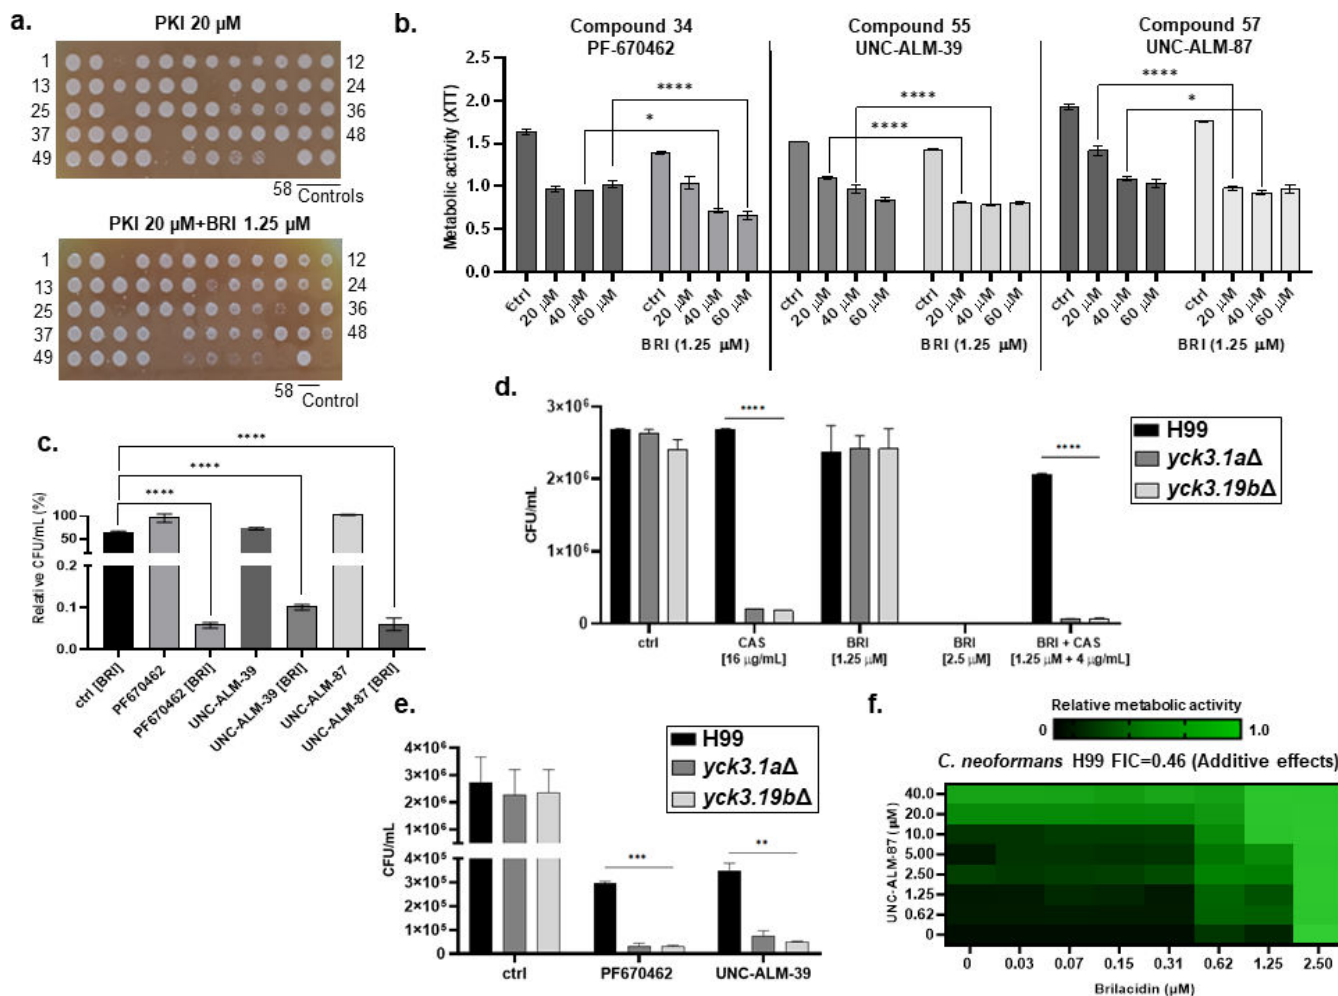 a.
PKI 20 µM
1 12
13 24
25 36
37 48
49
58 Controls
PKI 20 µM+BRI 1.25 µM
1 12
13 24
25 36
37 48
49
58 Control
b.
Compound 34
PF-670462
Compound 55
UNC-ALM-39
Compound 57
UNC-ALM-87
Metabolic activity (XTT)
2.5
2.0
1.5
1.0
0.5
0.0
* ****
**** ****
**** *
Ctrl 20 µM 40 µM 60 µM ctrl 20 µM 40 µM 60 µM
BRI (1.25 µM)
ctrl 20 µM 40 µM 60 µM ctrl 20 µM 40 µM 60 µM
BRI (1.25 µM)
ctrl 20 µM 40 µM 60 µM ctrl 20 µM 40 µM 60 µM
BRI (1.25 µM)
c.
Relative CFU/mL (%)
100
50
0.2
0.1
0.0
****
****
****
ctrl [BRI]
PF670462
PF670462 [BRI]
UNC-ALM-39
UNC-ALM-39 [BRI]
UNC-ALM-87
UNC-ALM-87 [BRI]
d.
CFU/mL
3×10⁶
2×10⁶
1×10⁶
0
****
****
ctrl
CAS
[16 µg/mL]
BRI
[1.25 µM]
BRI
[2.5 µM]
BRI + CAS
[1.25 µM + 4 µg/mL]
H99
yck3.1aΔ
yck3.19bΔ
e.
CFU/mL
4×10⁶
3×10⁶
2×10⁶
1×10⁶
4×10⁵
3×10⁵
2×10⁵
1×10⁵
0
***
**
ctrl PF670462 UNC-ALM-39
H99
yck3.1aΔ
yck3.19bΔ
f.
Relative metabolic activity
0 1.0
C. neoformans H99 FIC=0.46 (Additive effects)
UNC-ALM-87 (µM)
40.0
20.0
10.0
5.00
2.50
1.25
0.62
0
0 0.03 0.07 0.15 0.31 0.62 1.25 2.50
Brilacidin (µM)